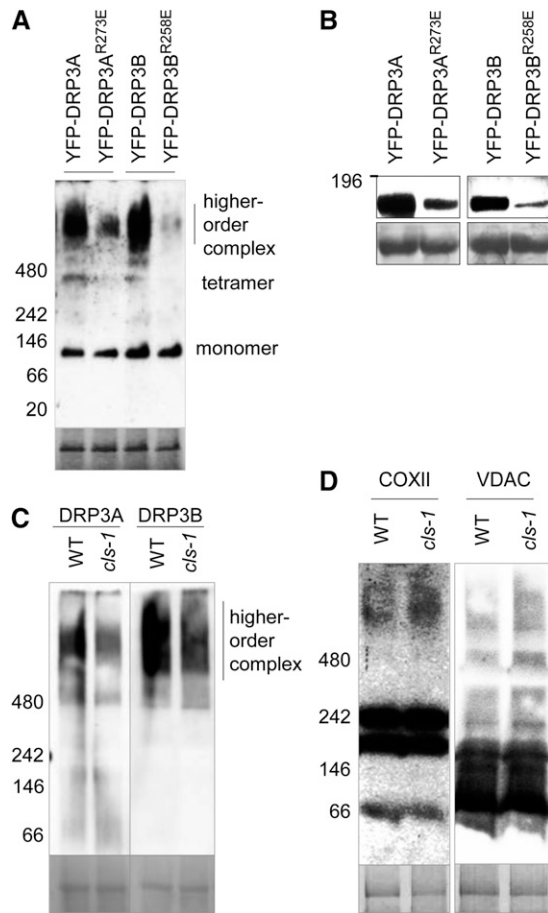 A
YFP-DRP3A
YFP-DRP3A^R273E
YFP-DRP3B
YFP-DRP3B^R258E
higher-
order
complex
480
tetramer
242
146
monomer
66
20
B
YFP-DRP3A
YFP-DRP3A^R273E
YFP-DRP3B
YFP-DRP3B^R258E
196
C
DRP3A
DRP3B
WT
cls-1
WT
cls-1
higher-
order
complex
480
242
146
66
D
COXII
VDAC
WT
cls-1
WT
cls-1
480
242
146
66